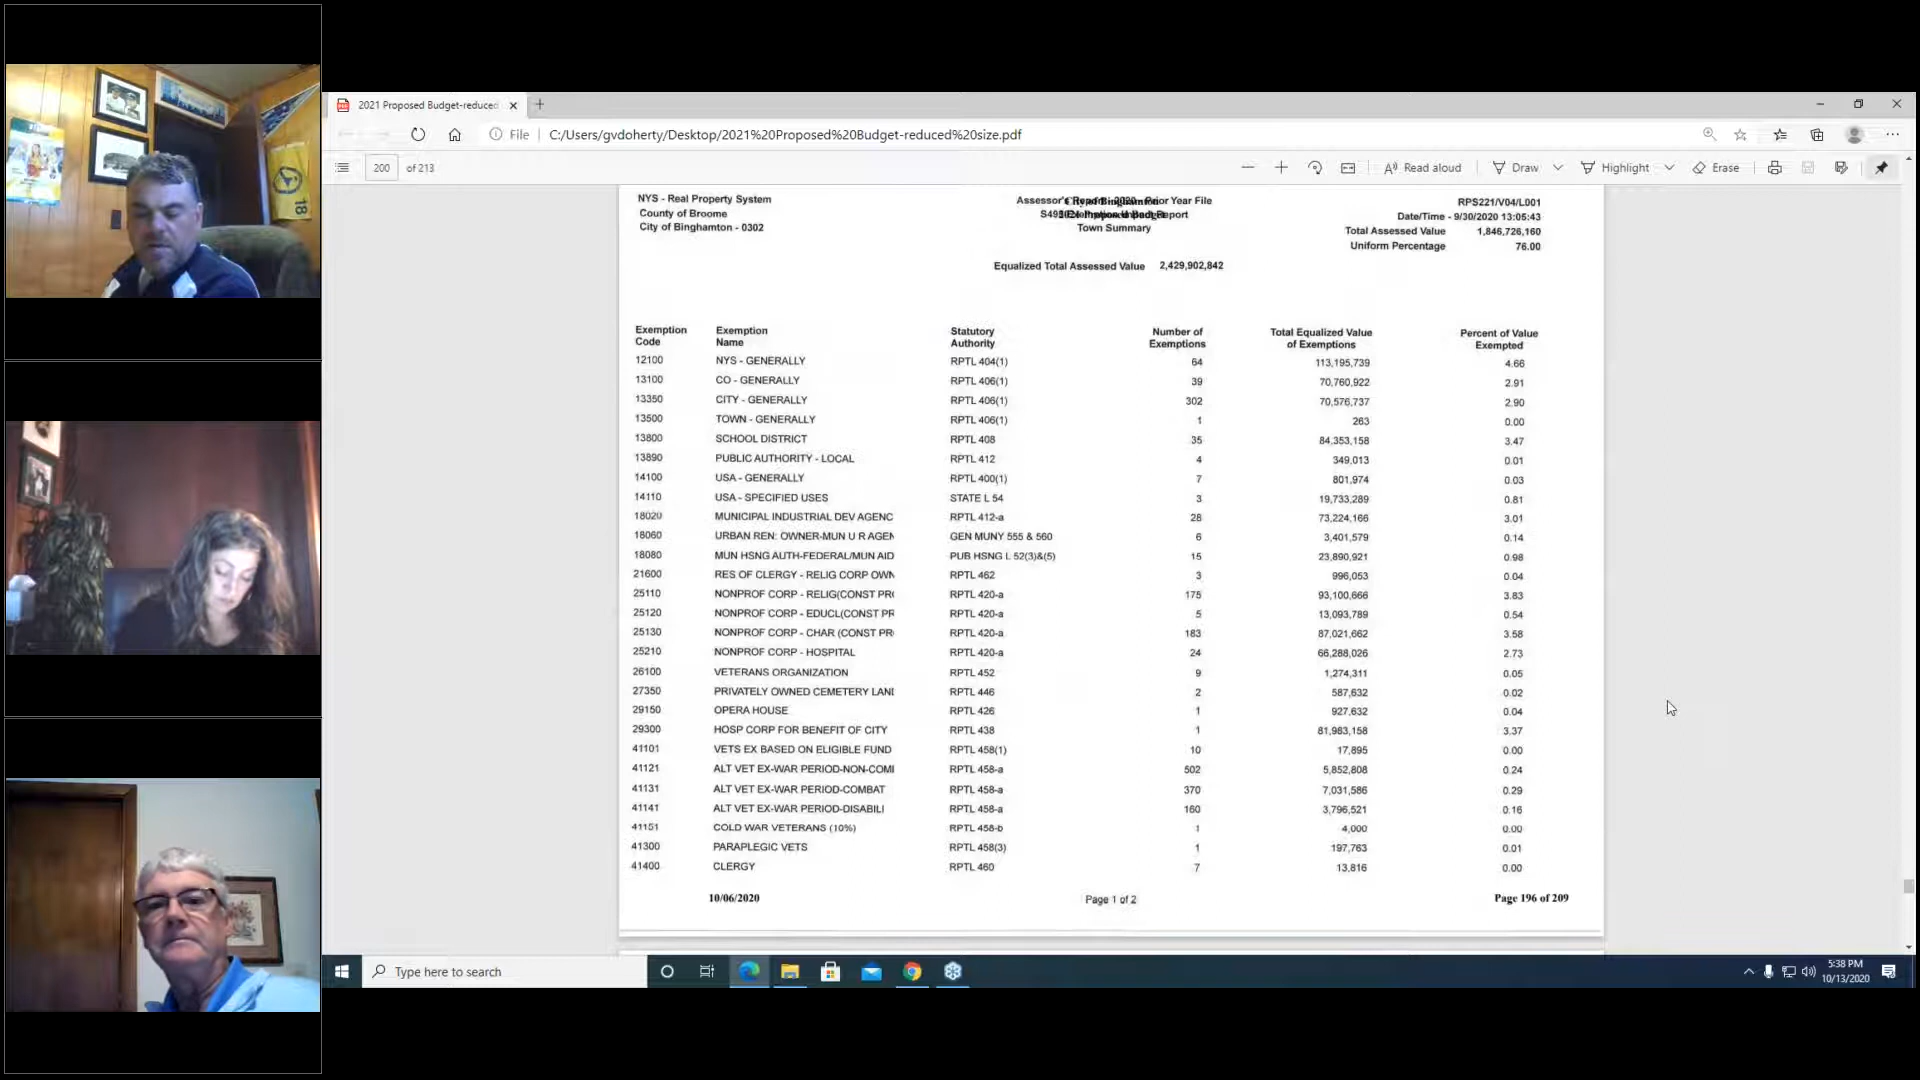 2021 Proposed Budget-reduced
File C:/Users/gvdoherty/Desktop/2021%20Proposed%20Budget-reduced%20size.pdf
200 of 213 Read aloud Draw Highlight Erase
NYS - Real Property System
County of Broome
City of Binghamton - 0302
Town Summary
RPS221/V04/L001
Date/Time - 9/30/2020 13:05:43
Total Assessed Value 1,846,726,160
Uniform Percentage 76.00
Equalized Total Assessed Value 2,429,902,842
Exemption Code Exemption Name Statutory Authority Number of Exemptions Total Equalized Value of Exemptions Percent of Value Exempted
12100 NYS - GENERALLY RPTL 404(1) 64 113,195,739 4.66
13100 CO - GENERALLY RPTL 406(1) 39 70,760,922 2.91
13350 CITY - GENERALLY RPTL 406(1) 302 70,576,737 2.90
13500 TOWN - GENERALLY RPTL 406(1) 1 263 0.00
13800 SCHOOL DISTRICT RPTL 408 35 84,353,158 3.47
13890 PUBLIC AUTHORITY - LOCAL RPTL 412 4 349,013 0.01
14100 USA - GENERALLY RPTL 400(1) 7 801,974 0.03
14110 USA - SPECIFIED USES STATE L 54 3 19,733,289 0.81
18020 MUNICIPAL INDUSTRIAL DEV AGENC RPTL 412-a 28 73,224,166 3.01
18060 URBAN REN: OWNER-MUN U R AGEN GEN MUNY 555 & 560 6 3,401,579 0.14
18080 MUN HSNG AUTH-FEDERAL/MUN AID PUB HSNG L 52(3)&(5) 15 23,890,921 0.98
21600 RES OF CLERGY - RELIG CORP OWN RPTL 462 3 996,053 0.04
25110 NONPROF CORP - RELIG(CONST PR( RPTL 420-a 175 93,100,666 3.83
25120 NONPROF CORP - EDUCL(CONST PR RPTL 420-a 5 13,093,789 0.54
25130 NONPROF CORP - CHAR (CONST PR( RPTL 420-a 183 87,021,662 3.58
25210 NONPROF CORP - HOSPITAL RPTL 420-a 24 66,288,026 2.73
26100 VETERANS ORGANIZATION RPTL 452 9 1,274,311 0.05
27350 PRIVATELY OWNED CEMETERY LANI RPTL 446 2 587,632 0.02
29150 OPERA HOUSE RPTL 426 1 927,632 0.04
29300 HOSP CORP FOR BENEFIT OF CITY RPTL 438 1 81,983,158 3.37
41101 VETS EX BASED ON ELIGIBLE FUND RPTL 458(1) 10 17,895 0.00
41121 ALT VET EX-WAR PERIOD-NON-COMI RPTL 458-a 502 5,852,808 0.24
41131 ALT VET EX-WAR PERIOD-COMBAT RPTL 458-a 370 7,031,586 0.29
41141 ALT VET EX-WAR PERIOD-DISABILI RPTL 458-a 160 3,796,521 0.16
41151 COLD WAR VETERANS (10%) RPTL 458-b 1 4,000 0.00
41300 PARAPLEGIC VETS RPTL 458(3) 1 197,763 0.01
41400 CLERGY RPTL 460 7 13,816 0.00
10/06/2020 Page 1 of 2 Page 196 of 209
Type here to search
5:38 PM
10/13/2020
18